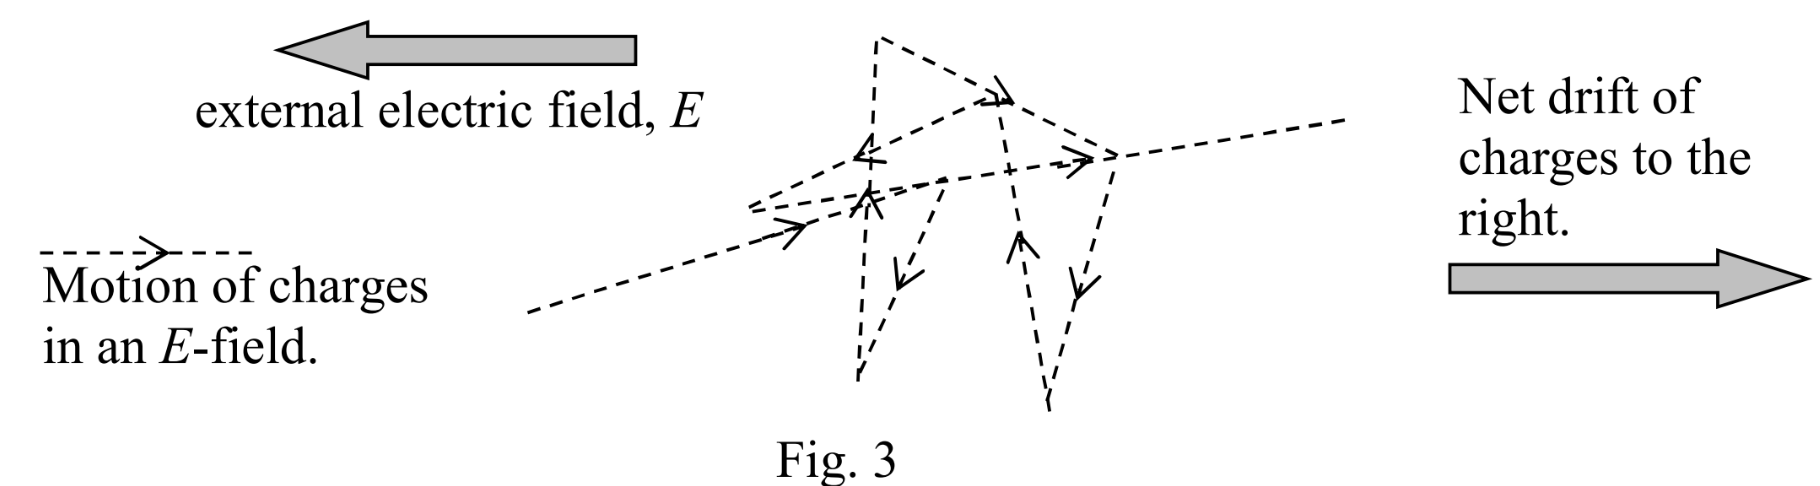 external electric field, E
Net drift of
charges to the
right.
Motion of charges
in an E-field.
Fig. 3